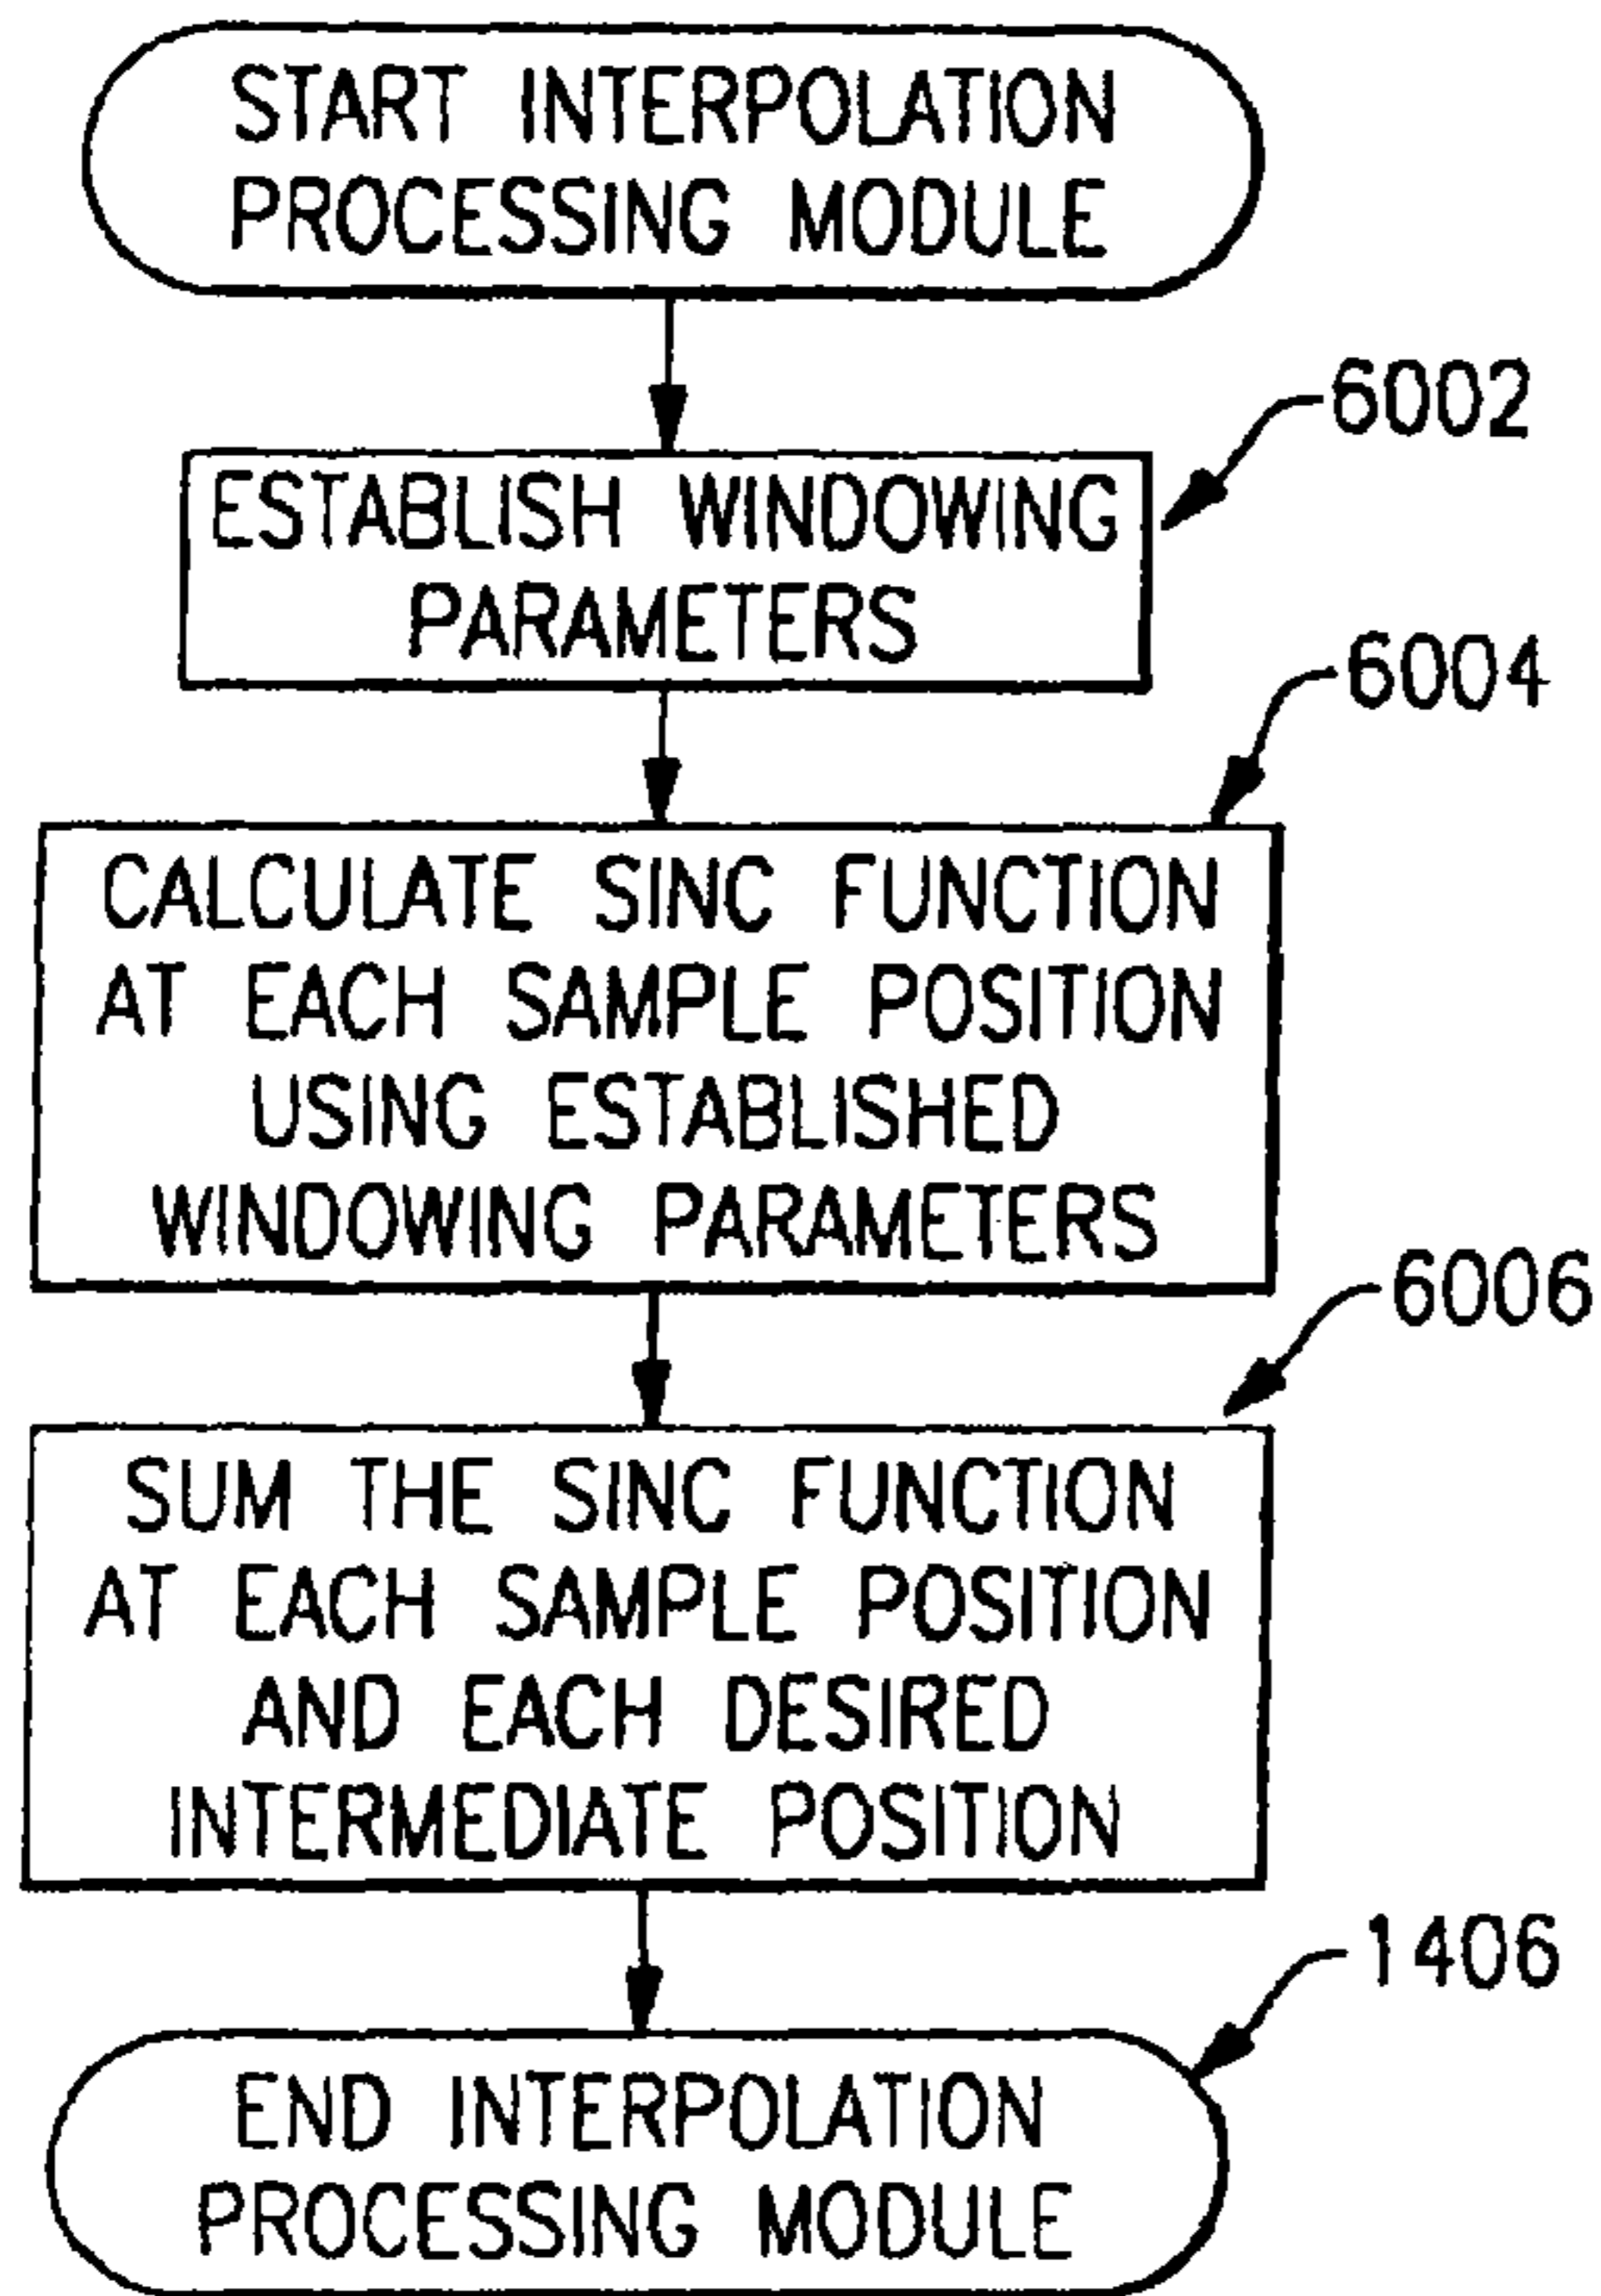 START INTERPOLATION
PROCESSING MODULE
6002
ESTABLISH WINDOWING
PARAMETERS
6004
CALCULATE SINC FUNCTION
AT EACH SAMPLE POSITION
USING ESTABLISHED
WINDOWING PARAMETERS
6006
SUM THE SINC FUNCTION
AT EACH SAMPLE POSITION
AND EACH DESIRED
INTERMEDIATE POSITION
1406
END INTERPOLATION
PROCESSING MODULE